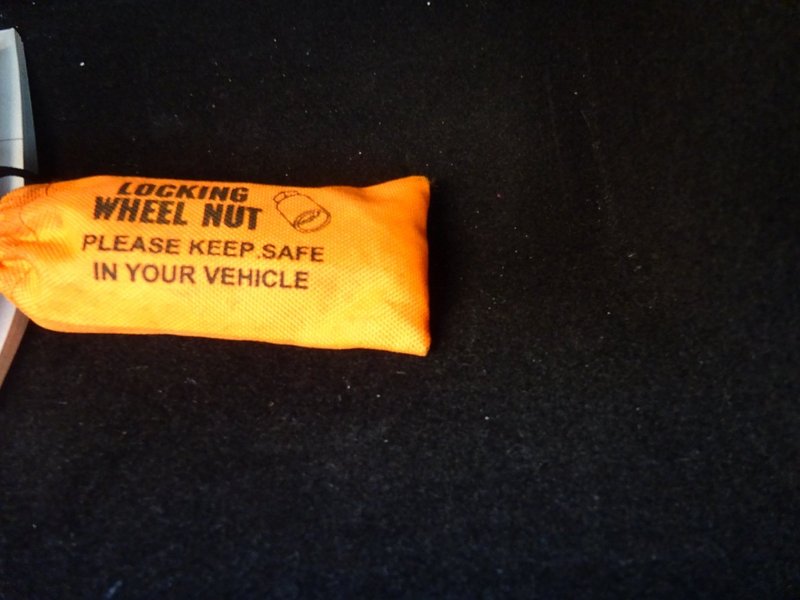 LOCKING
WHEEL NUT
PLEASE KEEP.SAFE
IN YOUR VEHICLE